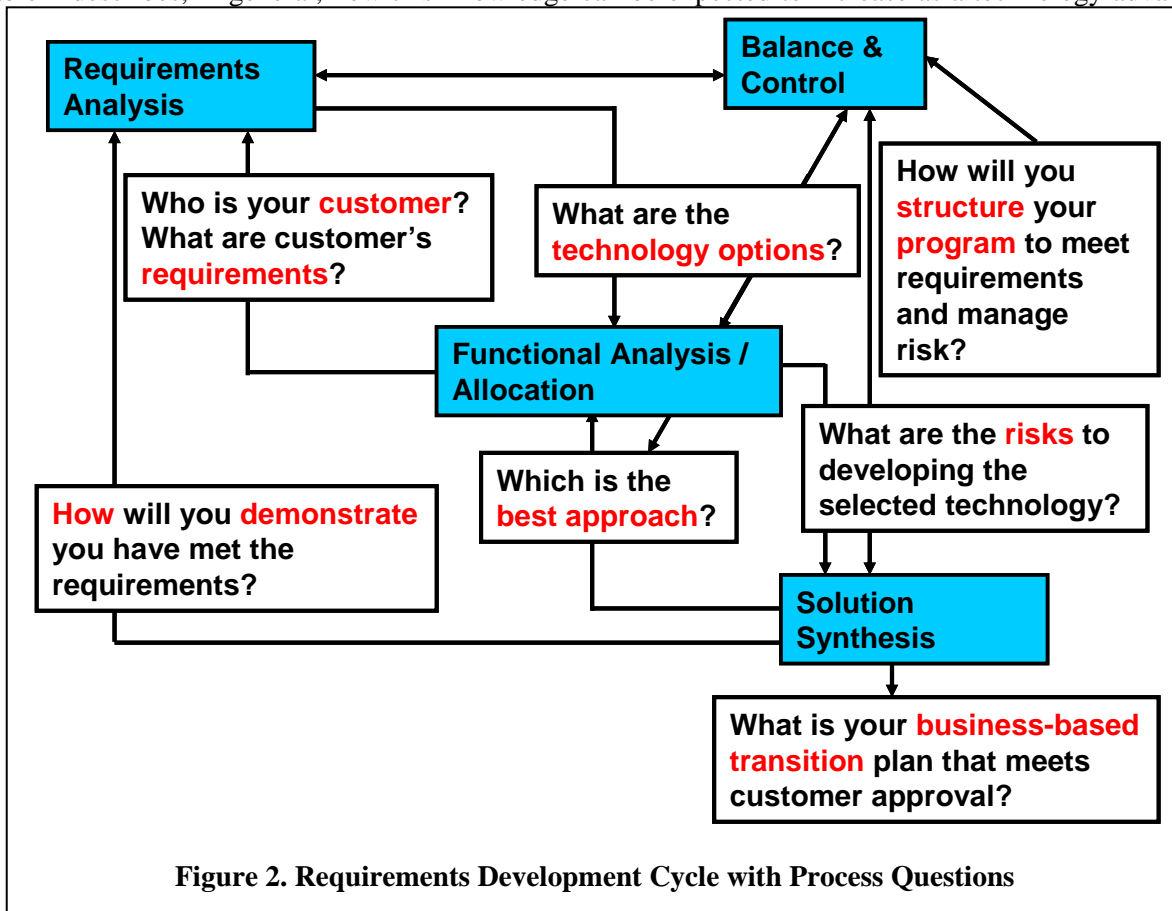 Requirements
Analysis
Balance &
Control
Who is your customer?
What are customer's
requirements?
What are the
technology options?
How will you
structure your
program to meet
requirements
and manage
risk?
Functional Analysis /
Allocation
What are the risks to
developing the
selected technology?
Which is the
best approach?
How will you demonstrate
you have met the
requirements?
Solution
Synthesis
What is your business-based
transition plan that meets
customer approval?
Figure 2. Requirements Development Cycle with Process Questions